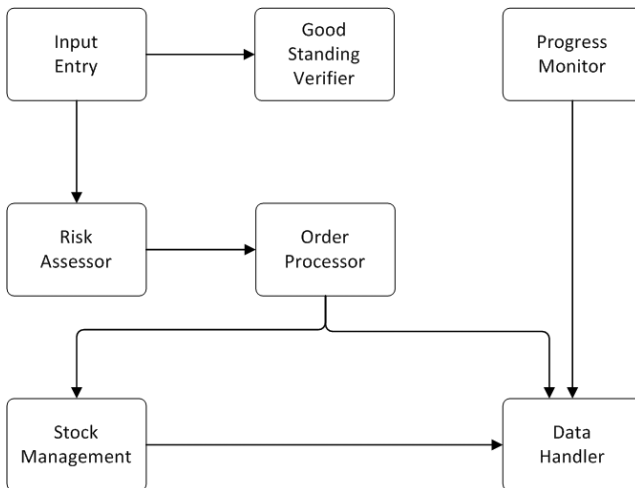 Input
Entry
Good
Standing
Verifier
Progress
Monitor
Risk
Assessor
Order
Processor
Stock
Management
Data
Handler